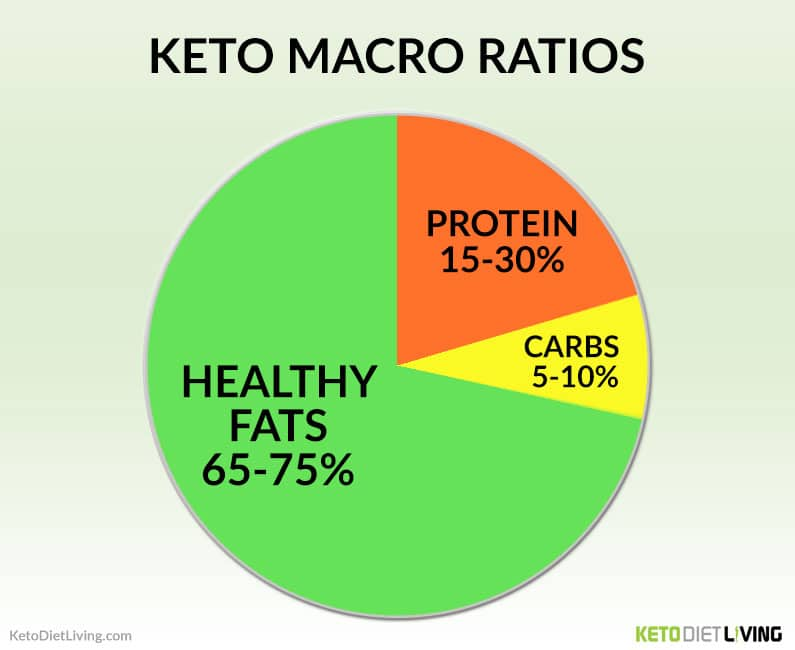 KETO MACRO RATIOS
PROTEIN
15-30%
CARBS
5-10%
HEALTHY
FATS
65-75%
KetoDietLiving.com
KETO DIET LIVING